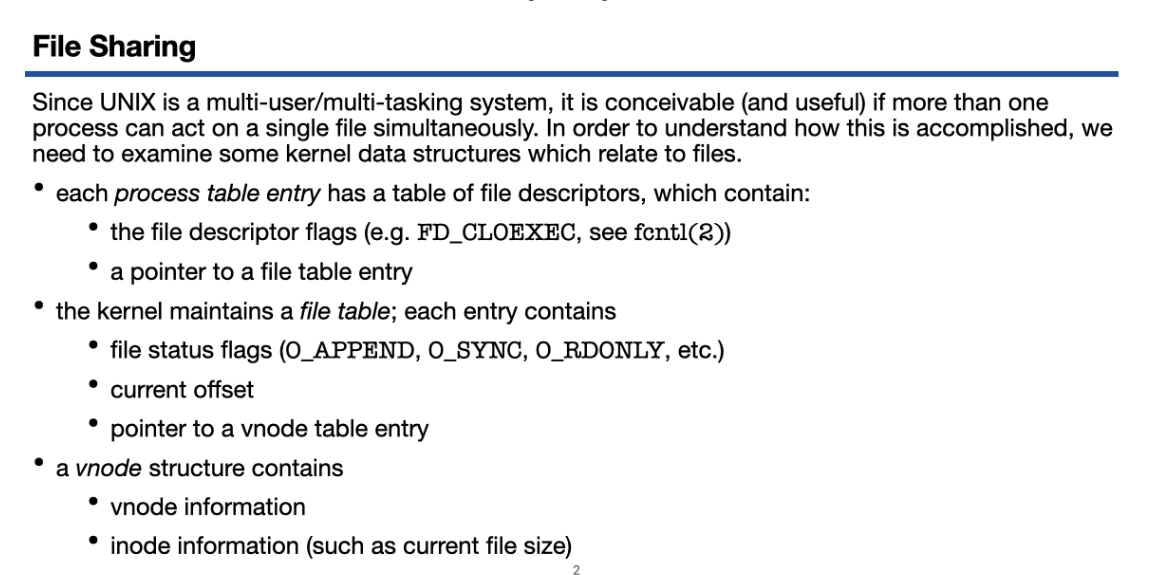 File Sharing
Since UNIX is a multi-user/multi-tasking system, it is conceivable (and useful) if more than one
process can act on a single file simultaneously. In order to understand how this is accomplished, we
need to examine some kernel data structures which relate to files.
• each process table entry has a table of file descriptors, which contain:
• the file descriptor flags (e.g. FD_CLOEXEC, see fcntl(2))
• a pointer to a file table entry
• the kernel maintains a file table; each entry contains
• file status flags (O_APPEND, O_SYNC, O_RDONLY, etc.)
• current offset
• pointer to a vnode table entry
• a vnode structure contains
• vnode information
• inode information (such as current file size)
2